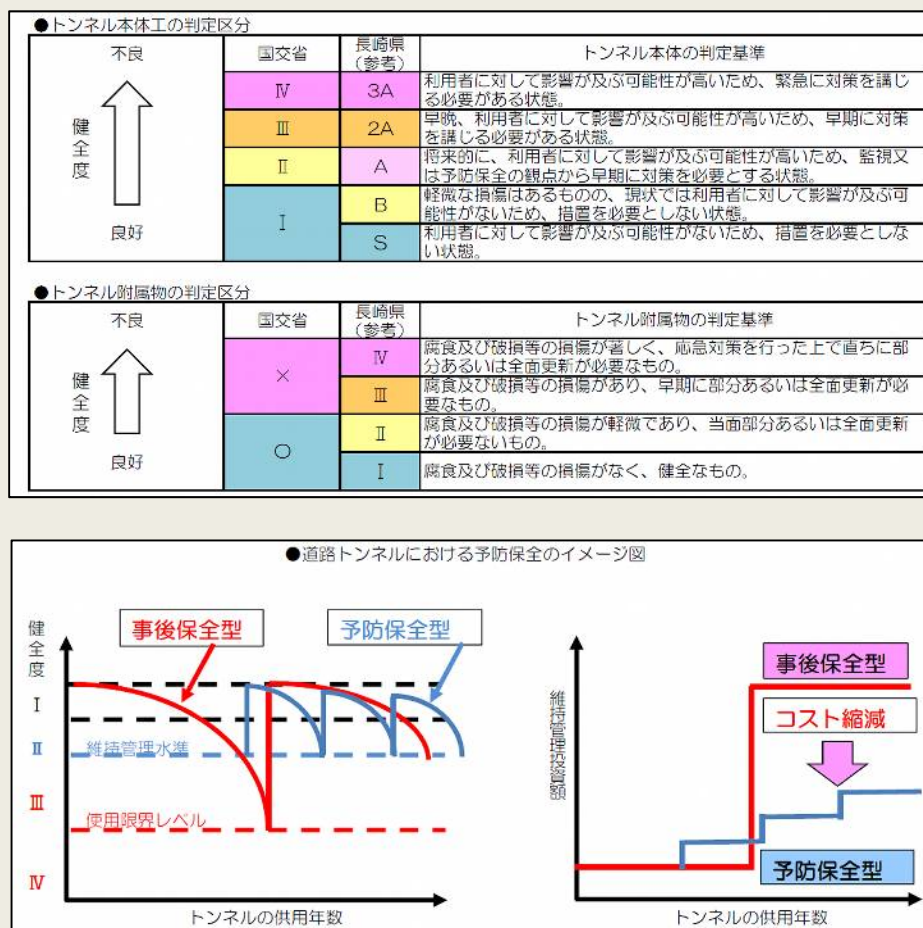 ●トンネル本体工の判定区分
不良
健全度
良好
国交省
長崎県
(参考)
トンネル本体の判定基準
Ⅳ
3A
利用者に対して影響が及ぶ可能性が高いため、緊急に対策を講じ
る必要がある状態。
Ⅲ
2A
早晩、利用者に対して影響が及ぶ可能性が高いため、早期に対策
を講じる必要がある状態。
Ⅱ
A
将来的に、利用者に対して影響が及ぶ可能性が高いため、監視又
は予防保全の観点から早期に対策を必要とする状態。
Ⅰ
B
軽微な損傷はあるものの、現状では利用者に対して影響が及ぶ可
能性がないため、措置を必要としない状態。
S
利用者に対して影響が及ぶ可能性がないため、措置を必要としな
い状態。
●トンネル附属物の判定区分
不良
健全度
良好
国交省
長崎県
(参考)
トンネル附属物の判定基準
×
Ⅳ
腐食及び破損等の損傷が著しく、応急対策を行った上で直ちに部
分あるいは全面更新が必要なもの。
Ⅲ
腐食及び破損等の損傷があり、早期に部分あるいは全面更新が必
要なもの。
○
Ⅱ
腐食及び破損等の損傷が軽微であり、当面部分あるいは全面更新
が必要ないもの。
Ⅰ
腐食及び破損等の損傷がなく、健全なもの。
●道路トンネルにおける予防保全のイメージ図
健全度
事後保全型
予防保全型
Ⅰ
Ⅱ
維持管理水準
Ⅲ
使用限界レベル
Ⅳ
トンネルの供用年数
維持管理投資額
事後保全型
コスト縮減
予防保全型
トンネルの供用年数